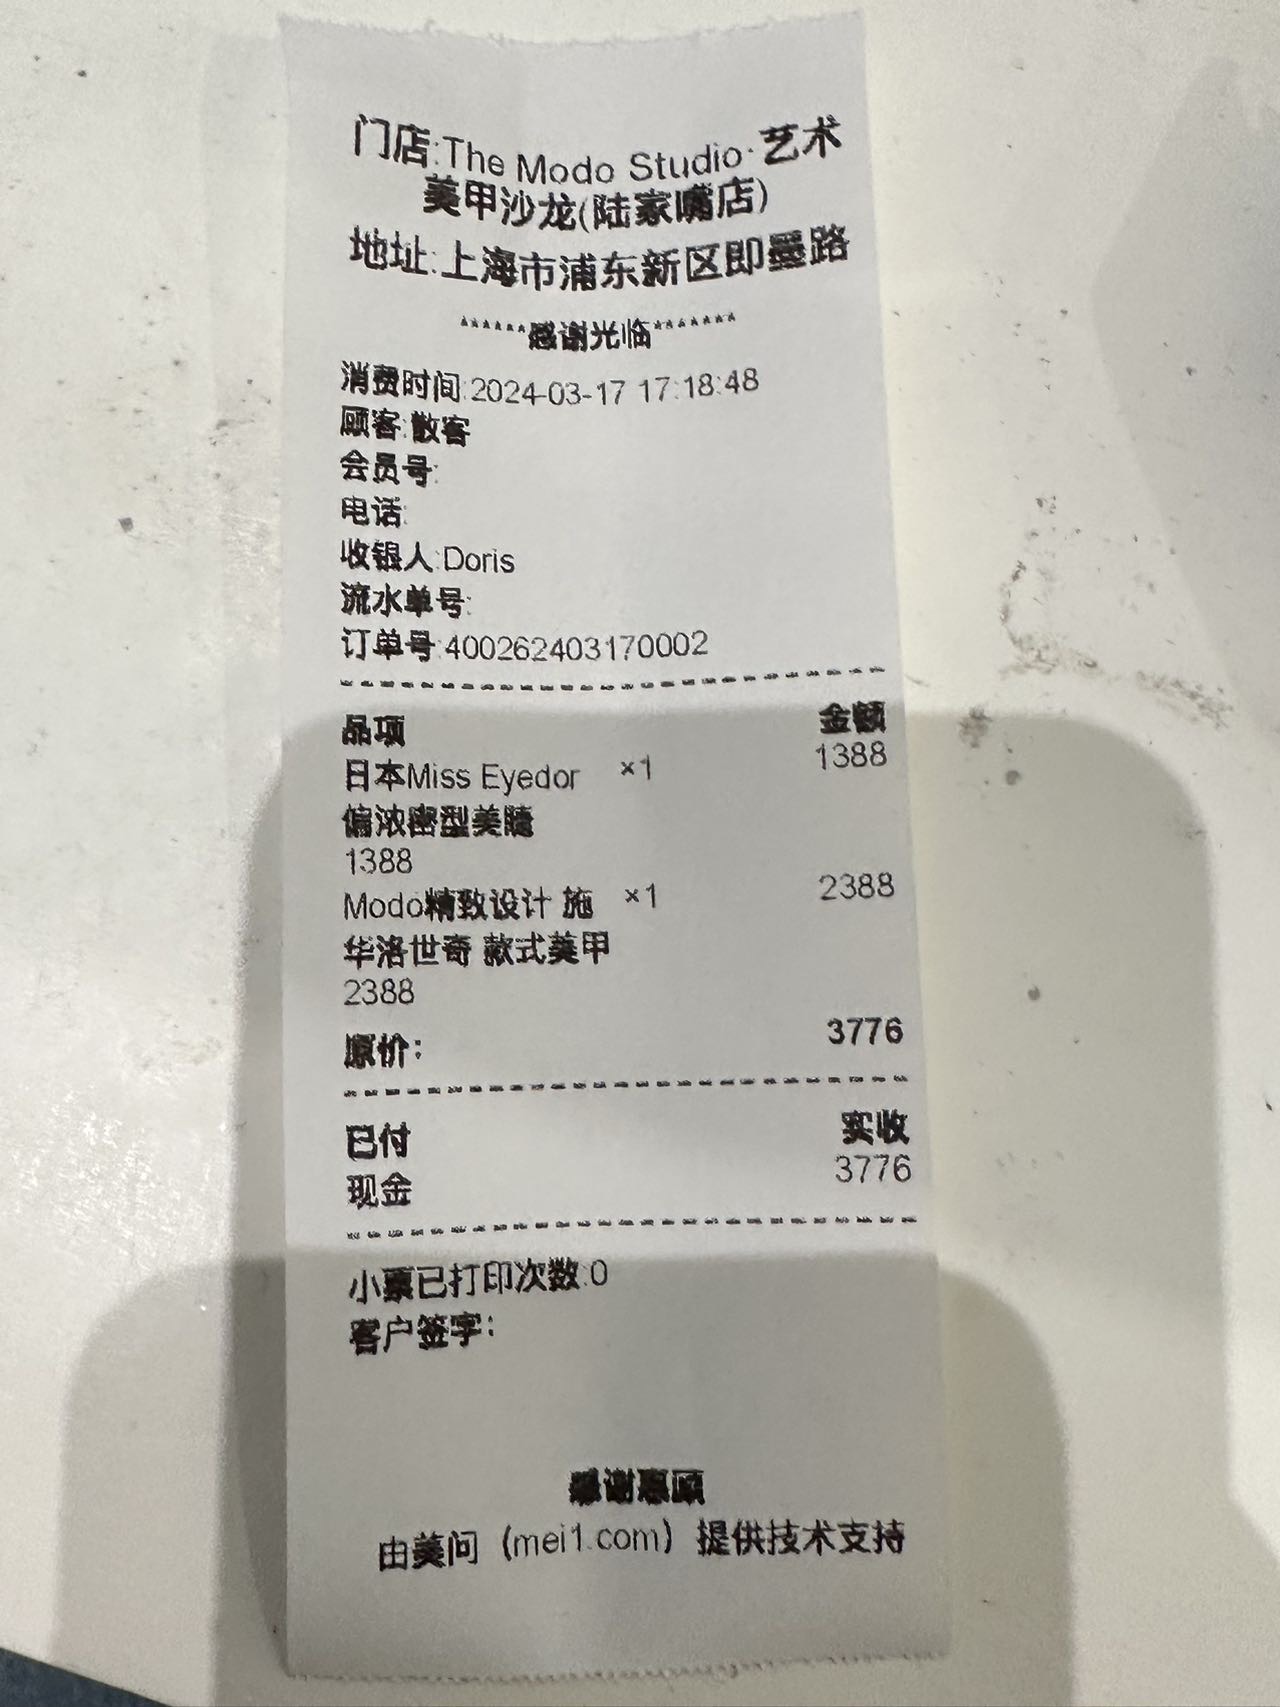 门店:The Modo Studio·艺术
美甲沙龙(陆家嘴店)
地址:上海市浦东新区即墨路
******感谢光临*******
消费时间:2024-03-17 17:18:48
顾客:散客
会员号:
电话:
收银人:Doris
流水单号:
订单号:400262403170002
品项 金额
日本Miss Eyedor ×1 1388
偏浓密型美睫
1388
Modo精致设计 施 ×1 2388
华洛世奇 款式美甲
2388
原价: 3776
已付 实收
现金 3776
小票已打印次数:0
客户签字:
感谢惠顾
由美问（mei1.com）提供技术支持